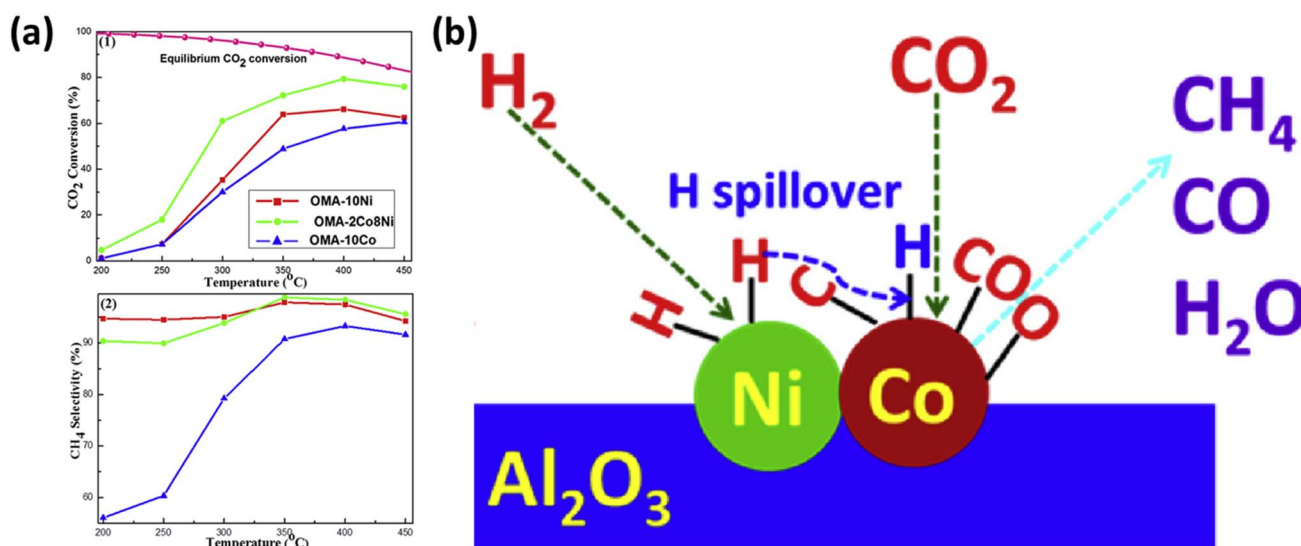 (a)
(1)
Equilibrium CO₂ conversion
CO₂ Conversion (%)
100
80
60
40
20
0
OMA-10Ni
OMA-2Co8Ni
OMA-10Co
200 250 300 350 400 450
Temperature (°C)
(2)
CH₄ Selectivity (%)
90
80
70
60
200 250 300 350 400 450
Temperature (°C)
(b)
H₂
CO₂
CH₄
CO
H₂O
H spillover
H
H
C
H
C
O
O
Ni
Co
Al₂O₃